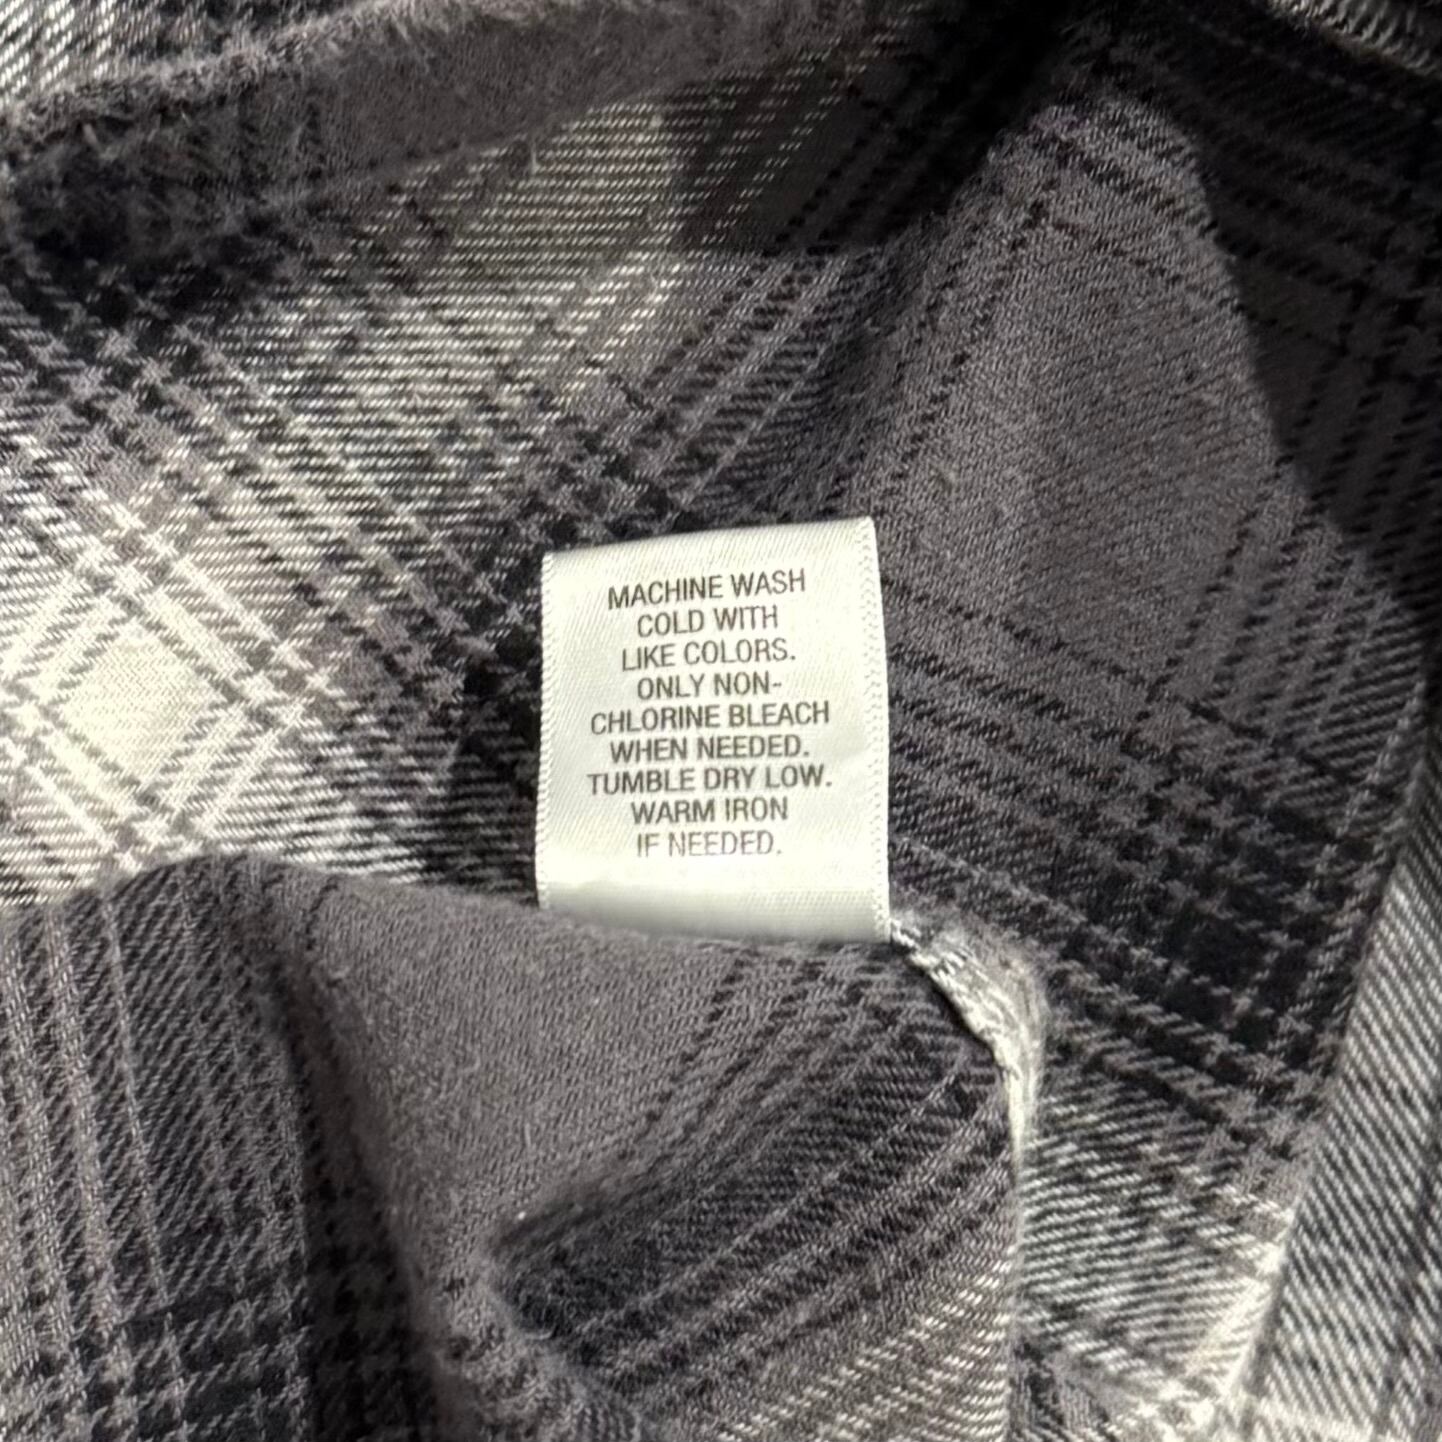 MACHINE WASH
COLD WITH
LIKE COLORS.
ONLY NON-
CHLORINE BLEACH
WHEN NEEDED.
TUMBLE DRY LOW.
WARM IRON
IF NEEDED.